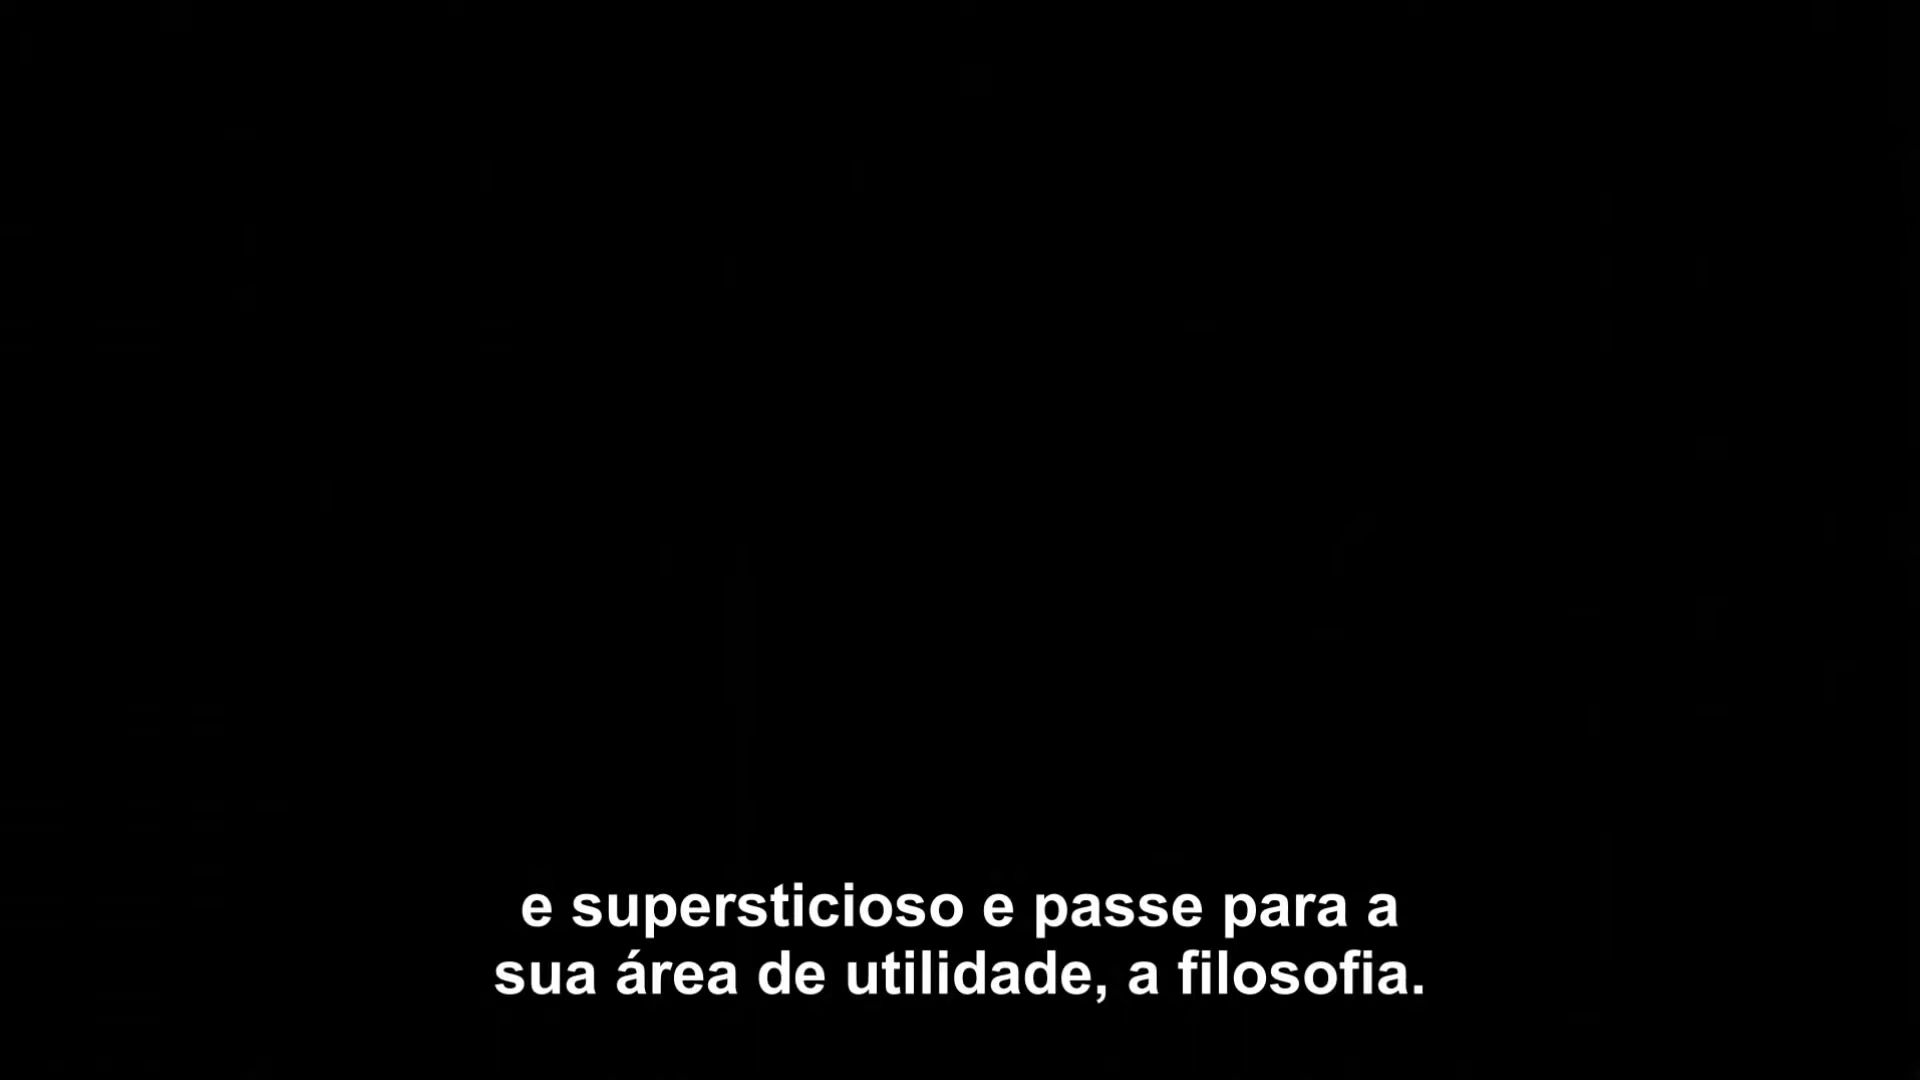 e supersticioso e passe para a
sua área de utilidade, a filosofia.